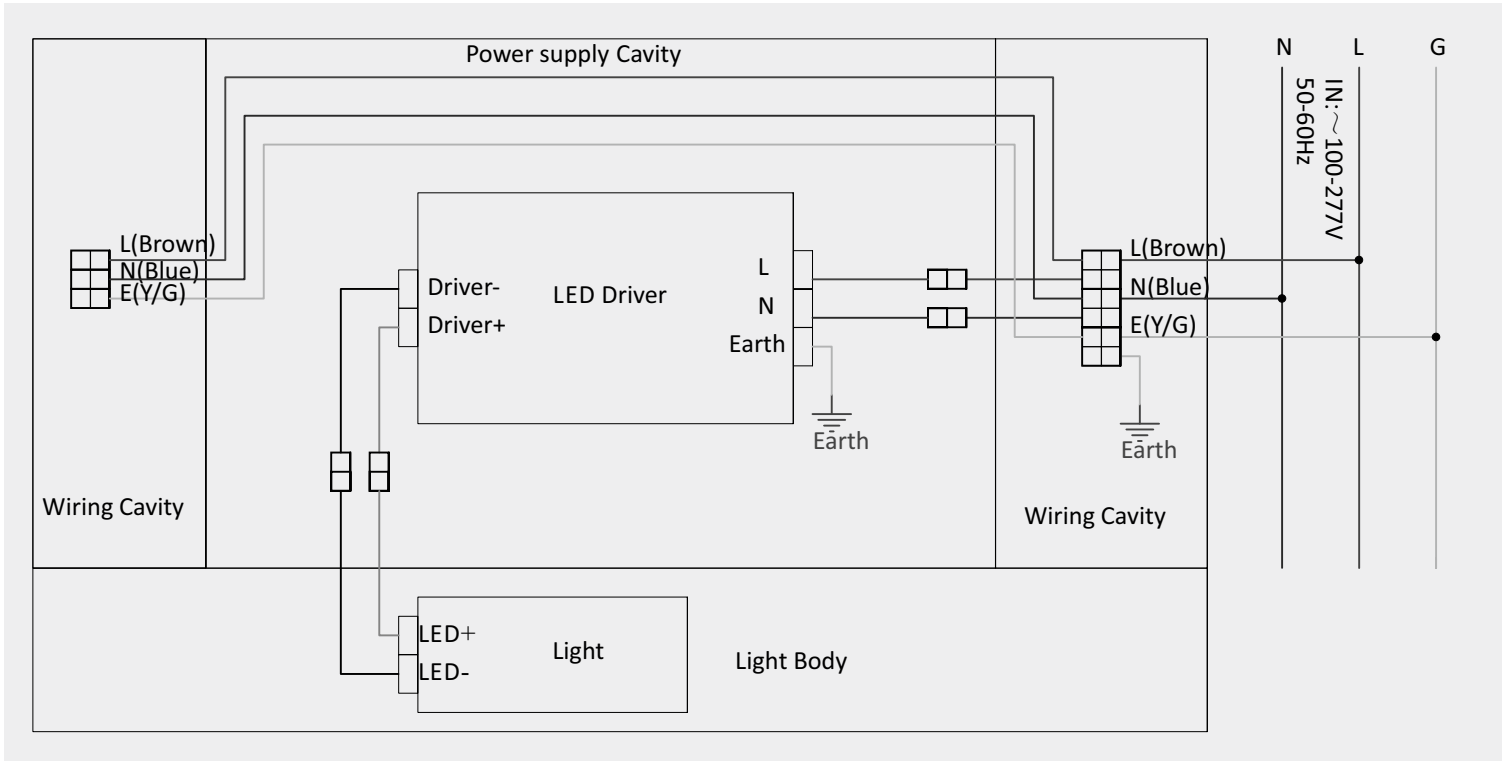 Power supply Cavity
N
L
G
IN:～100-277V
50-60Hz
L(Brown)
N(Blue)
E(Y/G)
Driver-
Driver+
LED Driver
L
N
Earth
Earth
L(Brown)
N(Blue)
E(Y/G)
Earth
Wiring Cavity
Wiring Cavity
LED+
LED-
Light
Light Body